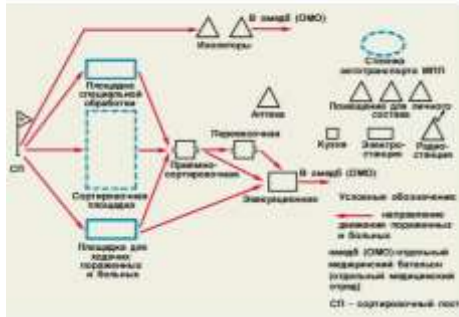 В омедб (ОМО)
Изоляторы
Площадка
специальной
обработки
Стоянка
автотранспорта МПП
Аптека
Помещения для личного
состава
СП
Перевязочная
Приемно-
сортировочная
Кухня
Электро-
станция
Радио-
станция
В омедб (ОМО)
Сортировочная
площадка
Эвакуационная
Условные обозначения:
направление
движения пораженных
и больных
Площадка для
ходячих
пораженных
и больных
омедб (ОМО)-отдельный
медицинский батальон
(отдельный медицинский
отряд)
СП - сортировочный пост